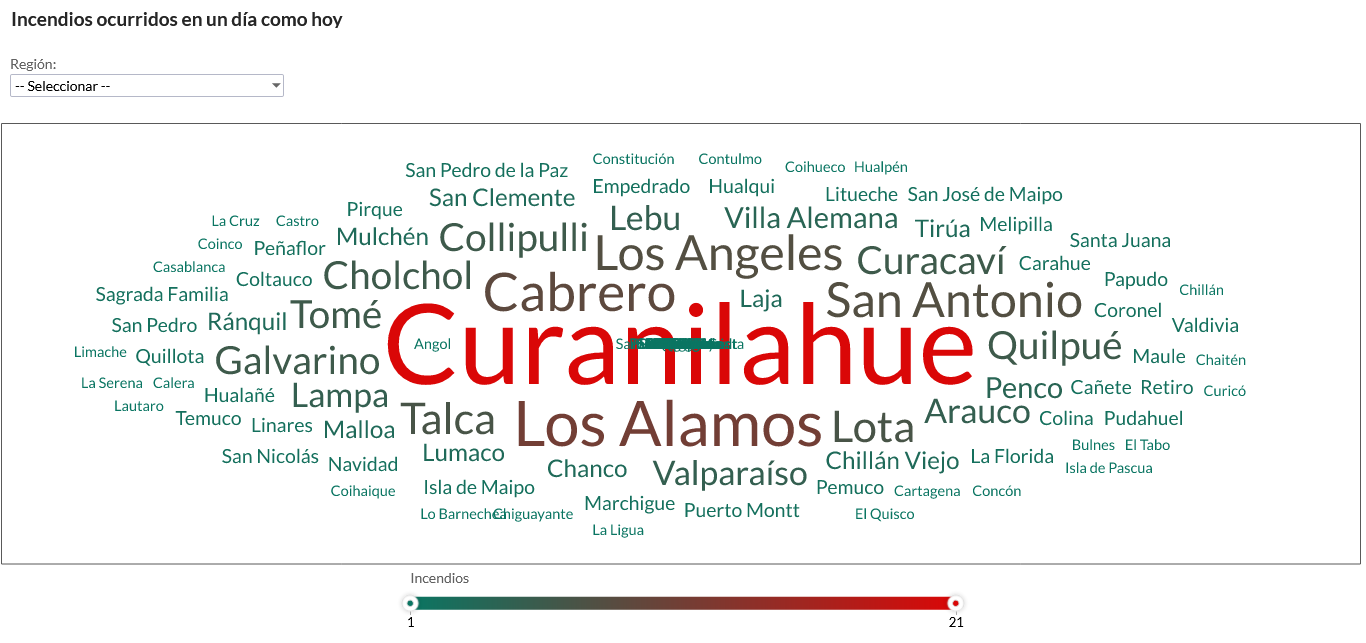 Incendios ocurridos en un día como hoy
Región:
-- Seleccionar --
Constitución Contulmo
San Pedro de la Paz Coihueco Hualpén
San Clemente Empedrado Hualqui Litueche San José de Maipo
La Cruz Castro Pirque Lebu Villa Alemana Tirúa Melipilla
Coinco Peñaflor Mulchén Collipulli Los Angeles Curacaví Carahue Santa Juana
Casablanca Coltauco Cholchol Cabrero Laja San Antonio Papudo Chillán
Sagrada Familia Tomé Coronel
San Pedro Ránquil Curanilahue Valdivia
Limache Quillota Galvarino Angol Quilpué Maule Chaitén
La Serena Calera Hualañé Lampa Penco Cañete Retiro Curicó
Lautaro Temuco Linares Malloa Talca Los Alamos Lota Arauco Colina Pudahuel
San Nicolás Navidad Lumaco Chanco Valparaíso Chillán Viejo La Florida Bulnes El Tabo
Isla de Pascua
Coihaique Isla de Maipo Marchigue Puerto Montt Pemuco Cartagena Concón
Lo Barnechea Chiguayante El Quisco
La Ligua
Incendios
1 21